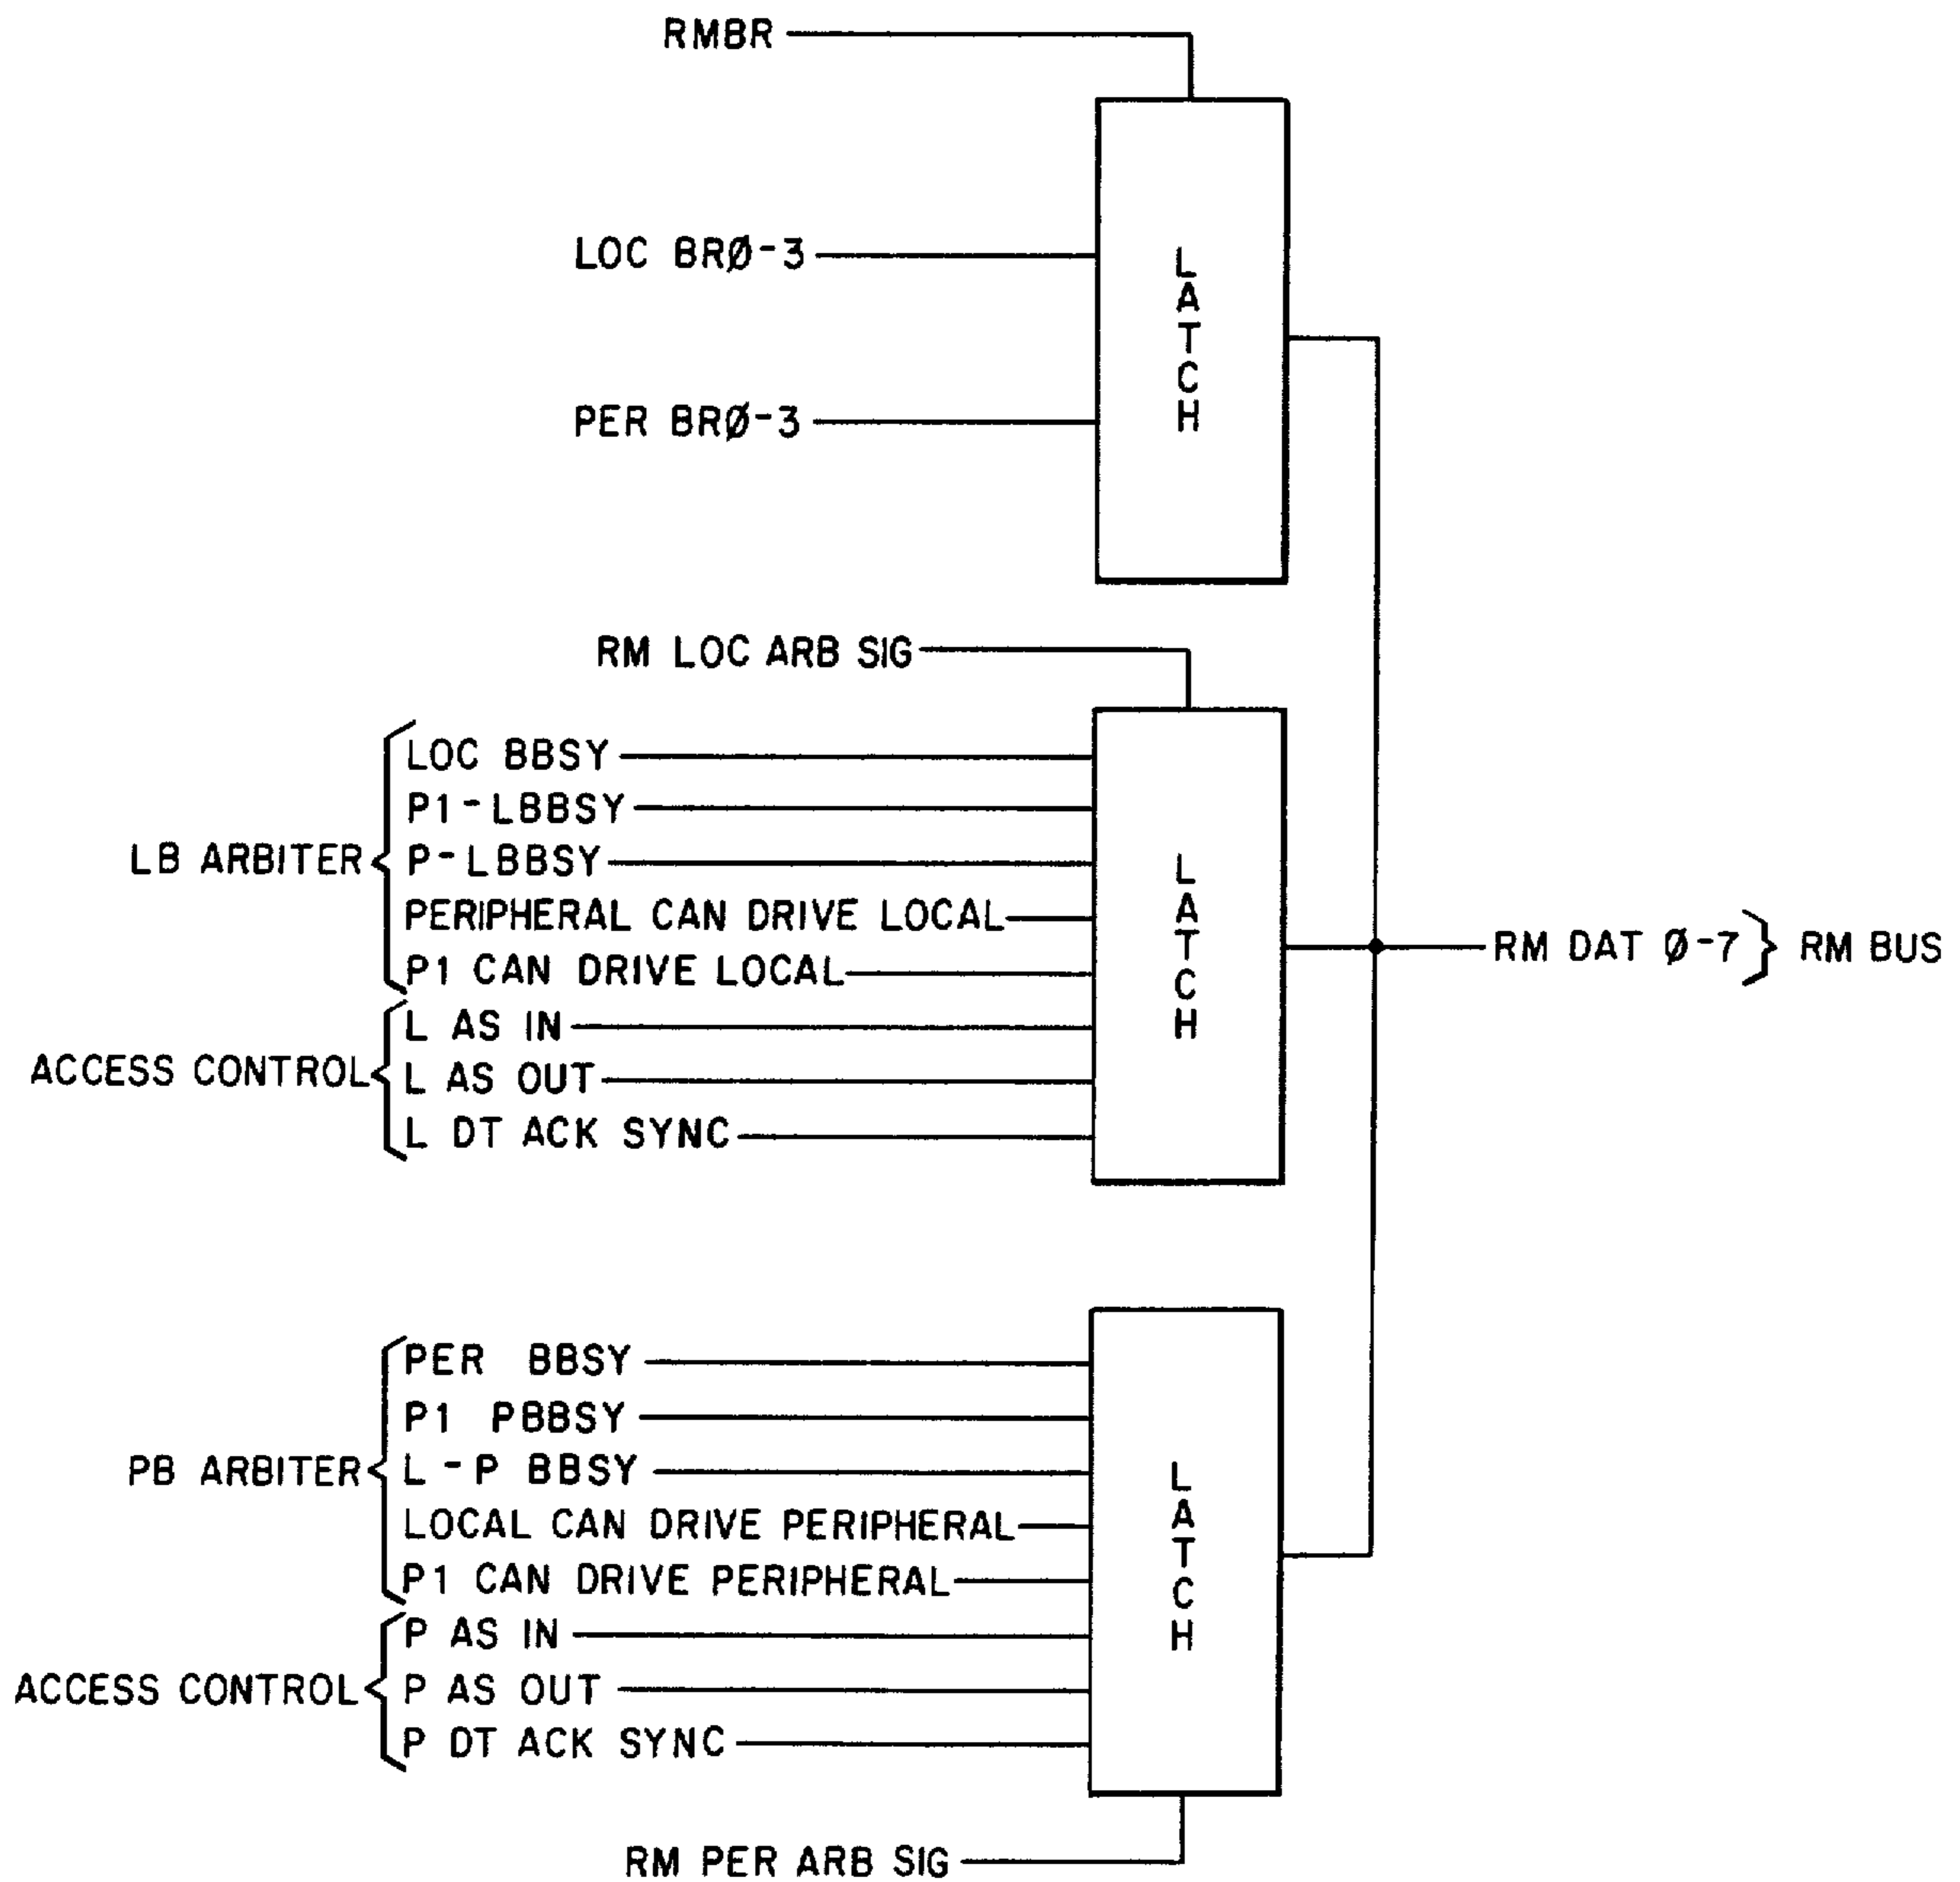 RMBR
LOC BRØ-3
PER BRØ-3
LATCH
RM LOC ARB SIG
LB ARBITER
LOC BBSY
P1-LBBSY
P-LBBSY
PERIPHERAL CAN DRIVE LOCAL
P1 CAN DRIVE LOCAL
ACCESS CONTROL
L AS IN
L AS OUT
L DT ACK SYNC
LATCH
RM DAT Ø-7
RM BUS
PB ARBITER
PER BBSY
P1 PBBSY
L-P BBSY
LOCAL CAN DRIVE PERIPHERAL
P1 CAN DRIVE PERIPHERAL
ACCESS CONTROL
P AS IN
P AS OUT
P DT ACK SYNC
LATCH
RM PER ARB SIG